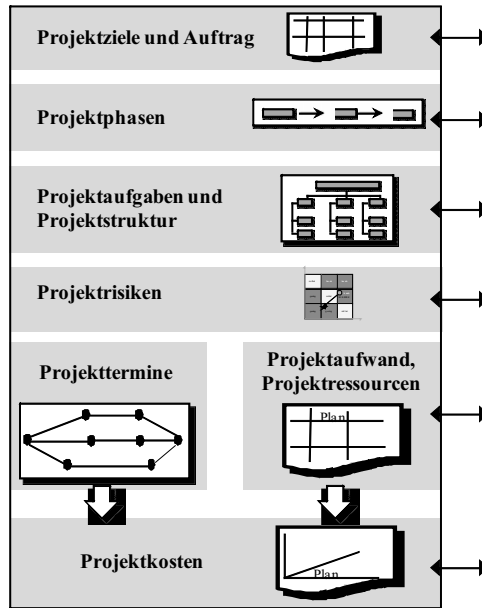 Projektziele und Auftrag
Projektphasen
Projektaufgaben und
Projektstruktur
Projektrisiken
Projekttermine
Projektaufwand,
Projektressourcen
Plan
Projektkosten
Plan